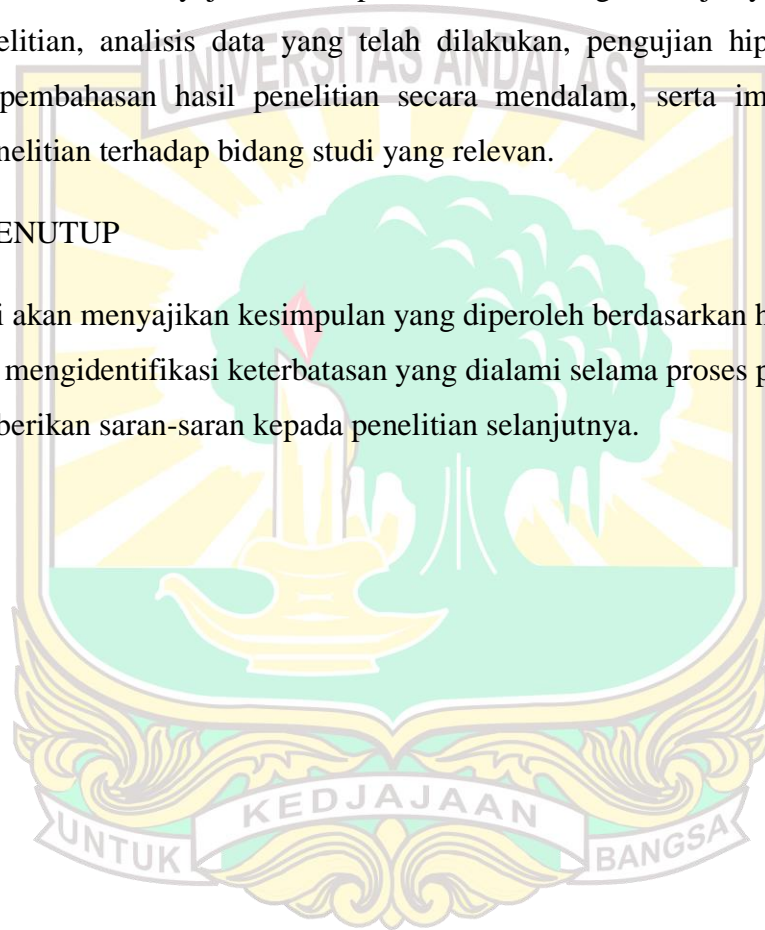 elitian, analisis data yang telah dilakukan, pengujian hip
UNIVERSITAS ANDALAS
pembahasan hasil penelitian secara mendalam, serta im
nelitian terhadap bidang studi yang relevan.
ENUTUP
i akan menyajikan kesimpulan yang diperoleh berdasarkan h
mengidentifikasi keterbatasan yang dialami selama proses p
berikan saran-saran kepada penelitian selanjutnya.
UNTUK KEDJAJAAN BANGSA